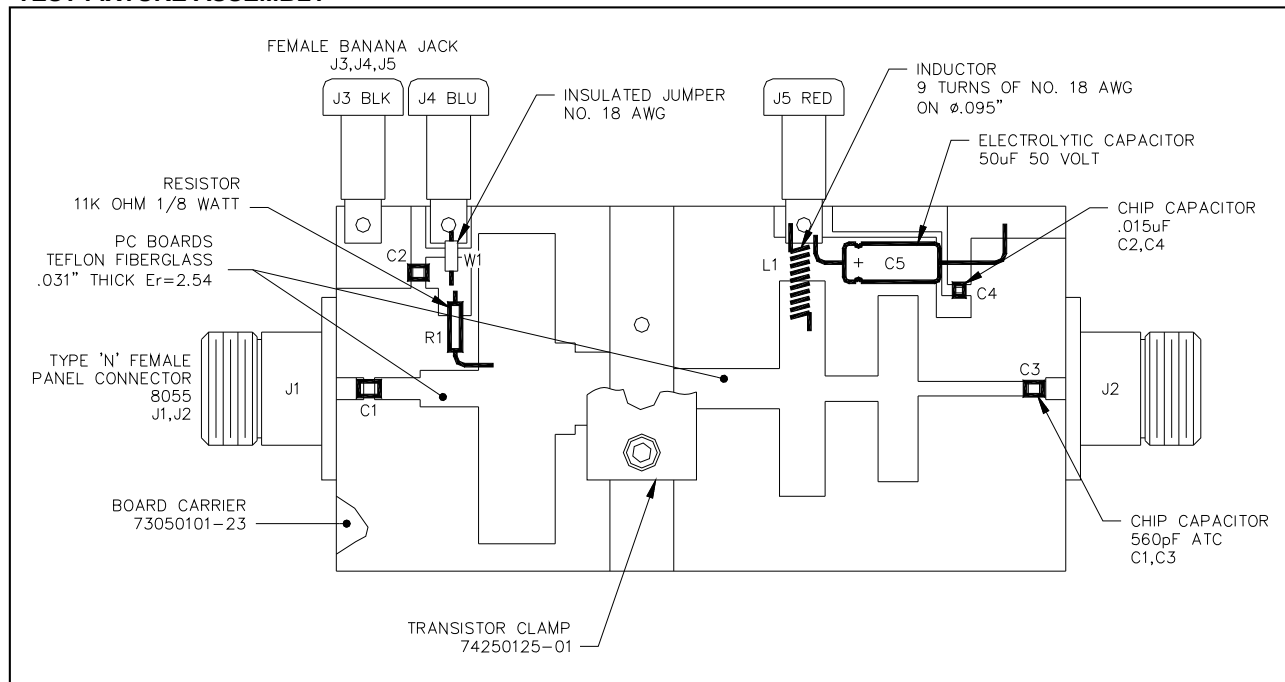 TEST FIXTURE ASSEMBLY
FEMALE BANANA JACK
J3,J4,J5
J3 BLK
J4 BLU
J5 RED
INSULATED JUMPER
NO. 18 AWG
INDUCTOR
9 TURNS OF NO. 18 AWG
ON ø.095"
ELECTROLYTIC CAPACITOR
50uF 50 VOLT
RESISTOR
11K OHM 1/8 WATT
CHIP CAPACITOR
.015uF
C2,C4
PC BOARDS
TEFLON FIBERGLASS
.031" THICK Er=2.54
C2
W1
L1
+
C5
C4
R1
TYPE 'N' FEMALE
PANEL CONNECTOR
8055
J1,J2
J1
C1
C3
J2
BOARD CARRIER
73050101-23
CHIP CAPACITOR
560pF ATC
C1,C3
TRANSISTOR CLAMP
74250125-01